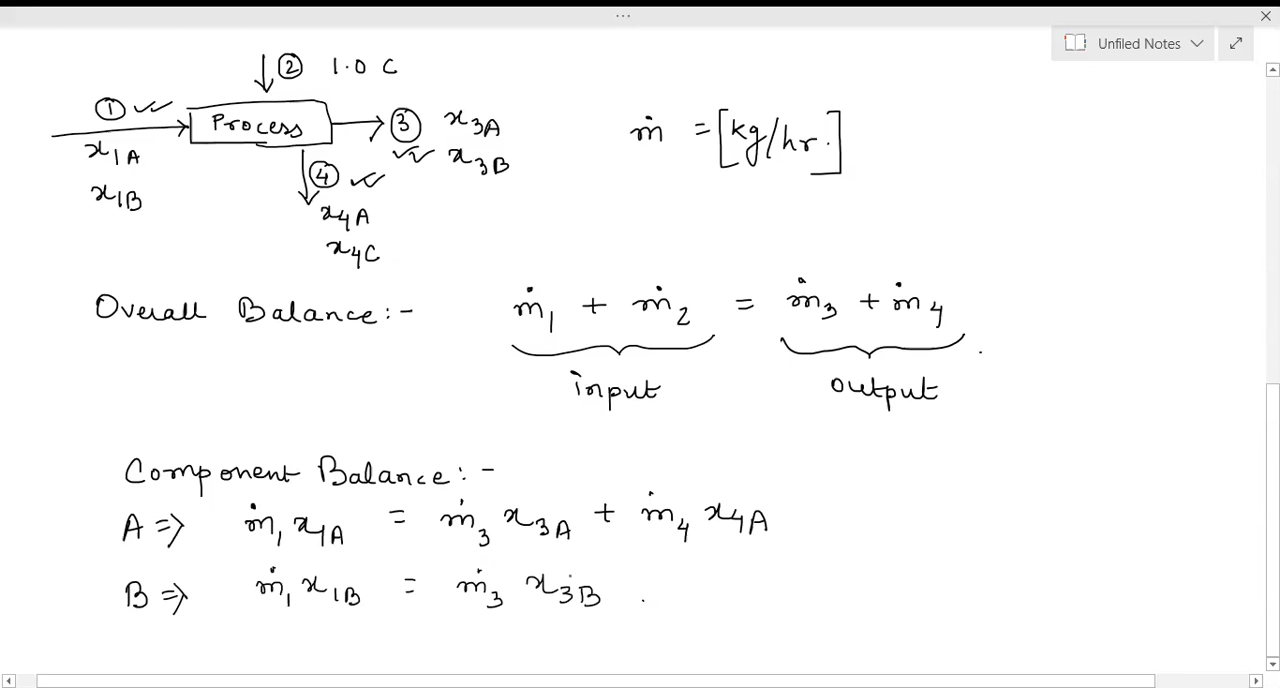 ...
Unfiled Notes
② 1.0 C
①
Process
③ x3A
x1A
x3B
x1B
④
x4A
x4C
ṁ = [kg/hr.]
Overall Balance:- ṁ1 + ṁ2 = ṁ3 + ṁ4
input output
Component Balance:-
A => ṁ1 x1A = ṁ3 x3A + ṁ4 x4A
B => ṁ1 x1B = ṁ3 x3B